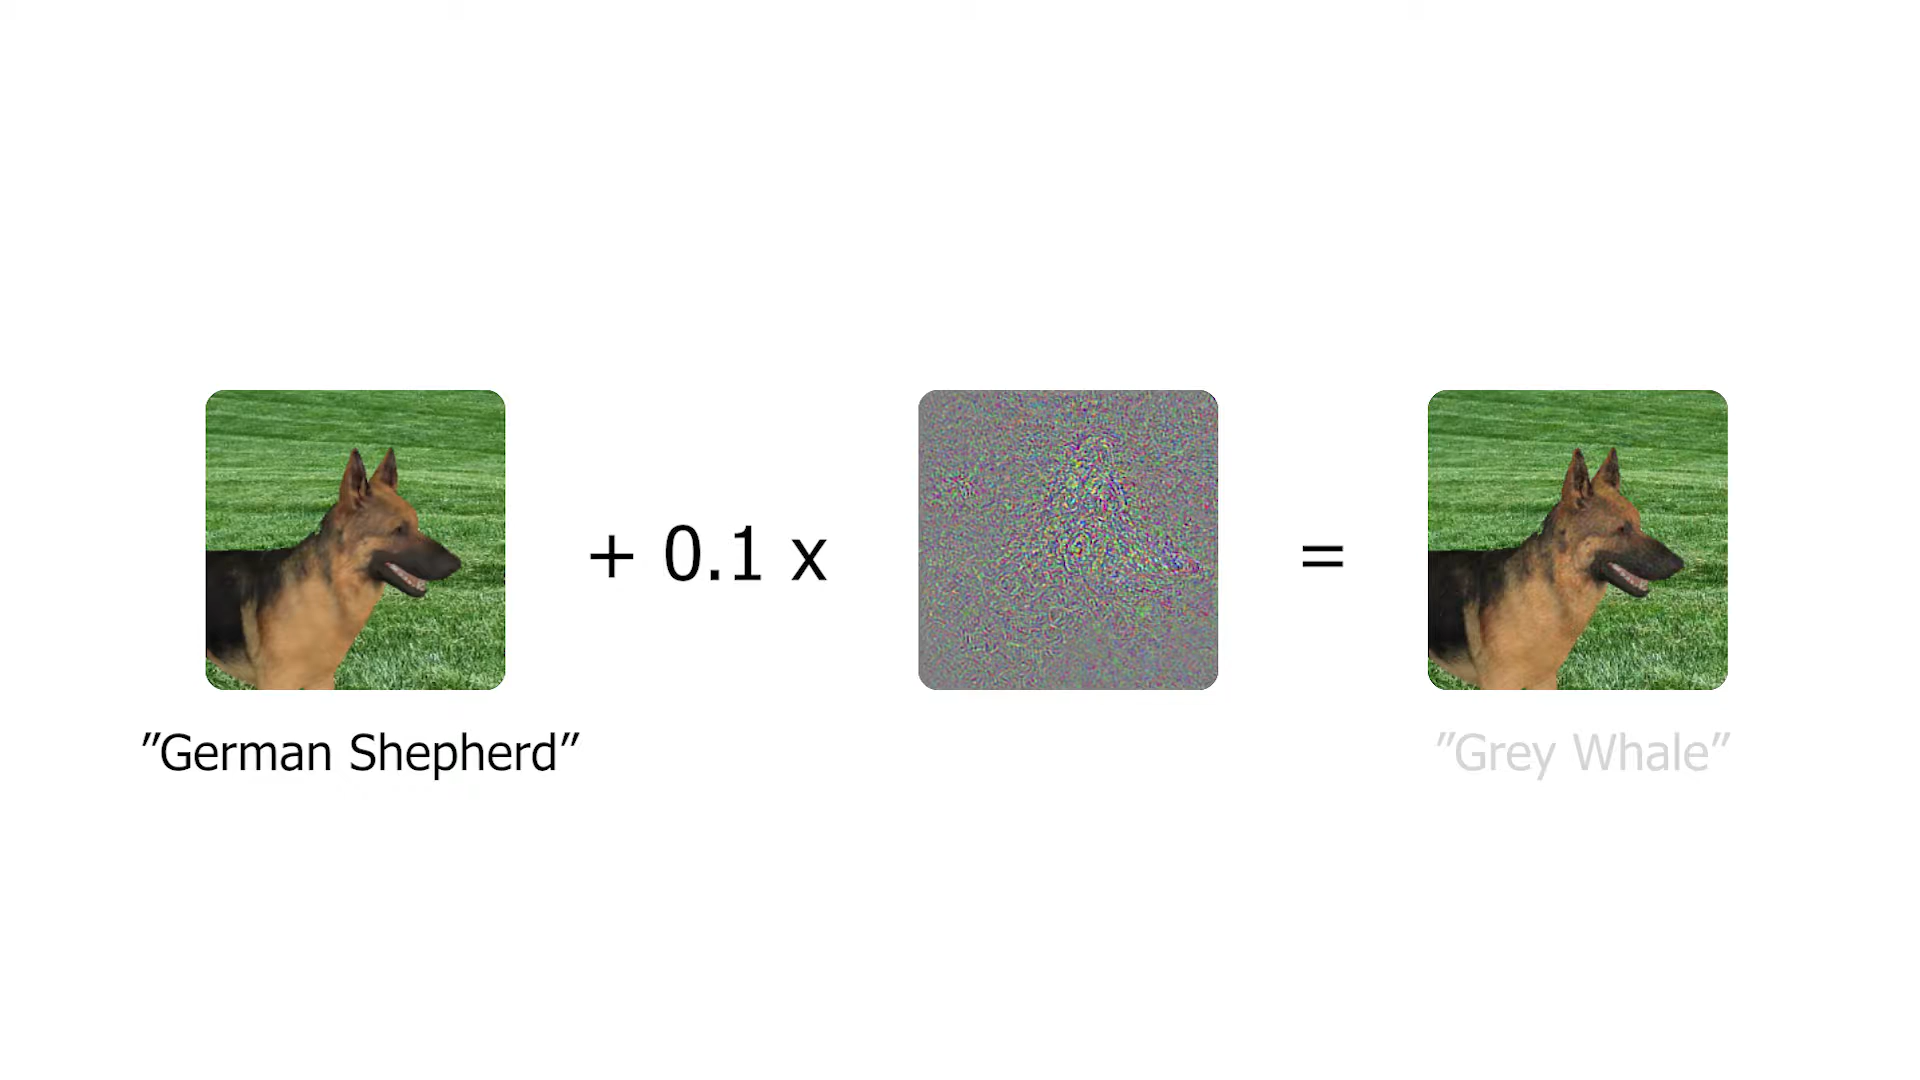 + 0.1 x =
”German Shepherd” ”Grey Whale”